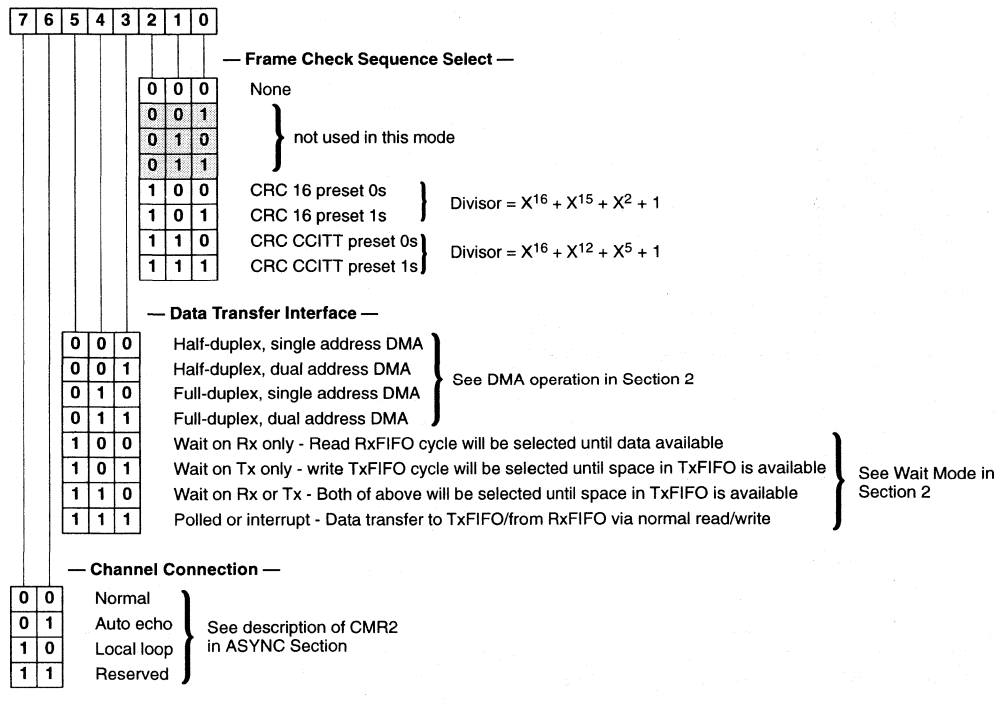 7 6 5 4 3 2 1 0
— Frame Check Sequence Select —
0 0 0 None
0 0 1
0 1 0
not used in this mode
0 1 1
1 0 0 CRC 16 preset 0s
1 0 1 CRC 16 preset 1s
Divisor = X16 + X15 + X2 + 1
1 1 0 CRC CCITT preset 0s
1 1 1 CRC CCITT preset 1s
Divisor = X16 + X12 + X5 + 1
— Data Transfer Interface —
0 0 0 Half-duplex, single address DMA
0 0 1 Half-duplex, dual address DMA
0 1 0 Full-duplex, single address DMA
0 1 1 Full-duplex, dual address DMA
See DMA operation in Section 2
1 0 0 Wait on Rx only - Read RxFIFO cycle will be selected until data available
1 0 1 Wait on Tx only - write TxFIFO cycle will be selected until space in TxFIFO is available
1 1 0 Wait on Rx or Tx - Both of above will be selected until space in TxFIFO is available
1 1 1 Polled or interrupt - Data transfer to TxFIFO/from RxFIFO via normal read/write
See Wait Mode in
Section 2
— Channel Connection —
0 0 Normal
0 1 Auto echo
1 0 Local loop
1 1 Reserved
See description of CMR2
in ASYNC Section